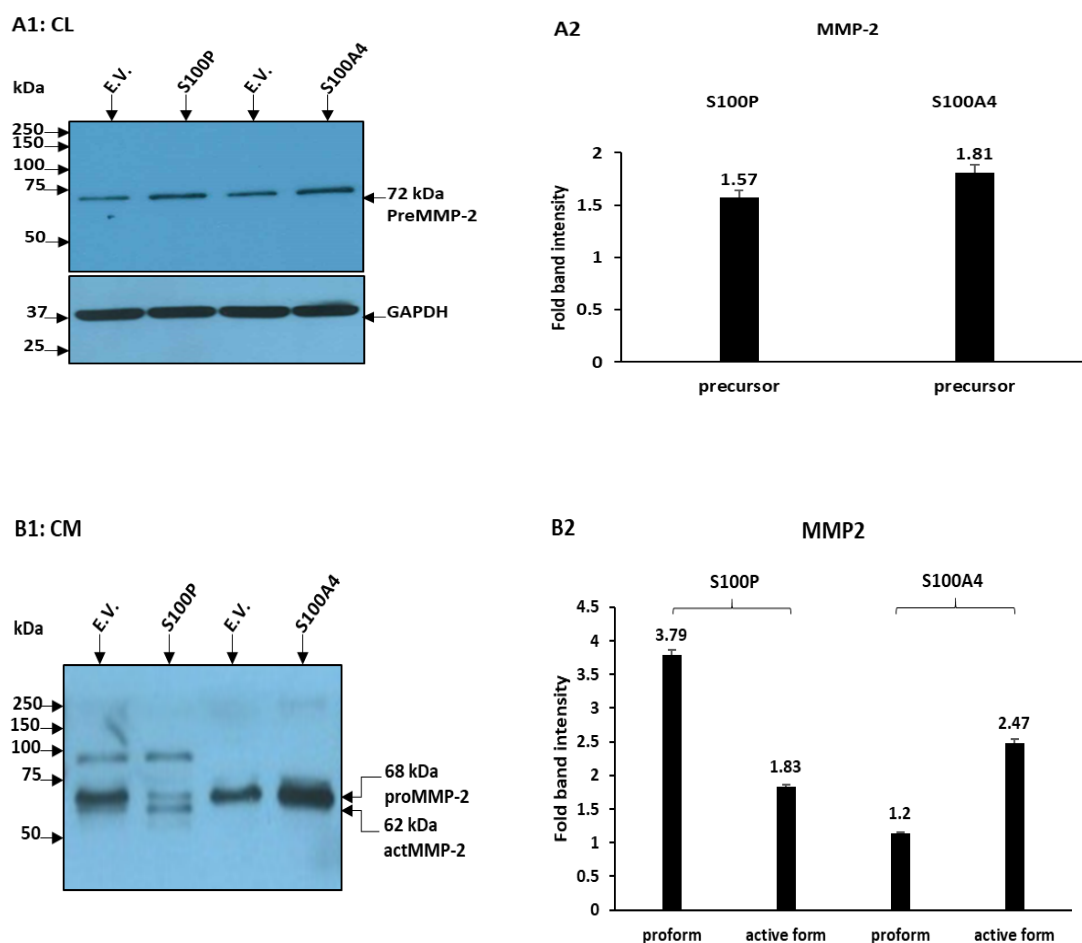 A1: CL
kDa
E.V.
S100P
E.V.
S100A4
250
150
100
75
50
37
25
72 kDa
PreMMP-2
GAPDH
A2
MMP-2
S100P
S100A4
Fold band intensity
2
1.5
1
0.5
0
1.57
1.81
precursor
precursor
B1: CM
kDa
E.V.
S100P
E.V.
S100A4
250
150
100
75
50
68 kDa
proMMP-2
62 kDa
actMMP-2
B2
MMP2
S100P
S100A4
Fold band intensity
4.5
4
3.5
3
2.5
2
1.5
1
0.5
0
3.79
1.83
1.2
2.47
proform
active form
proform
active form